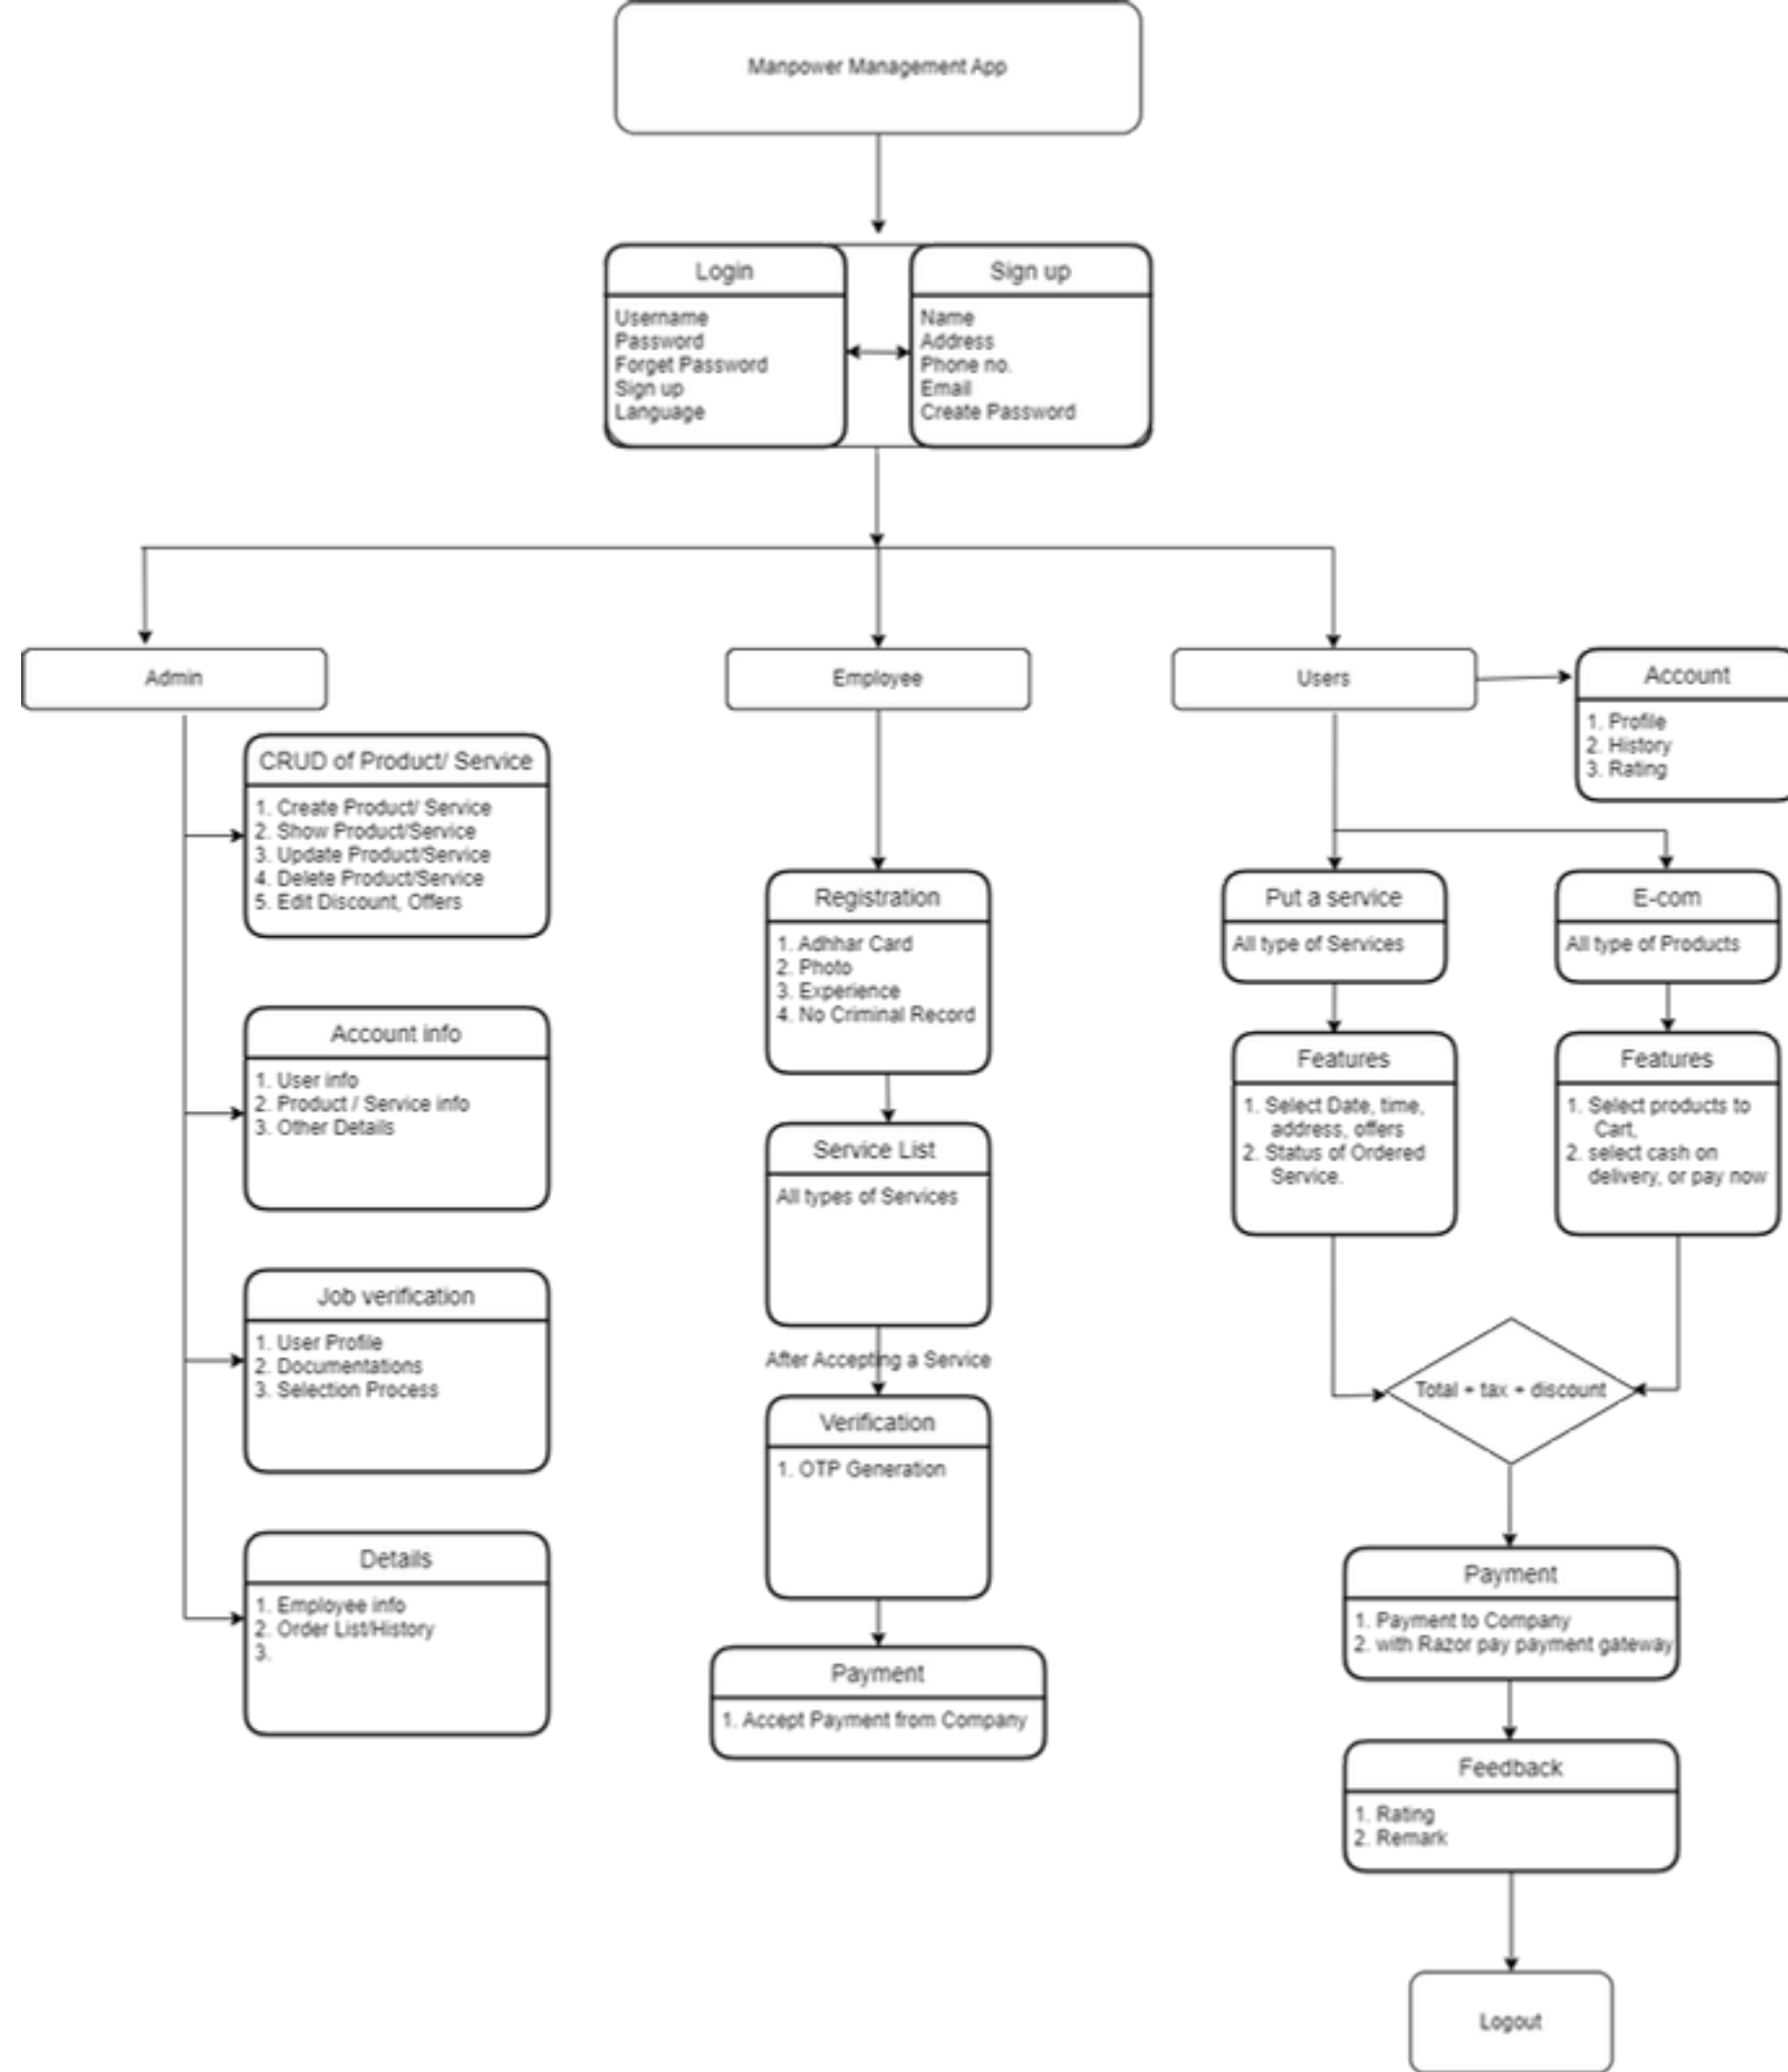 Manpower Management App
Login
Username
Password
Forget Password
Sign up
Language
Sign up
Name
Address
Phone no.
Email
Create Password
Admin
CRUD of Product/ Service
1. Create Product/ Service
2. Show Product/Service
3. Update Product/Service
4. Delete Product/Service
5. Edit Discount, Offers
Account info
1. User info
2. Product / Service info
3. Other Details
Job verification
1. User Profile
2. Documentations
3. Selection Process
Details
1. Employee info
2. Order List/History
3.
Employee
Registration
1. Adhhar Card
2. Photo
3. Experience
4. No Criminal Record
Service List
All types of Services
After Accepting a Service
Verification
1. OTP Generation
Payment
1. Accept Payment from Company
Users
Account
1. Profile
2. History
3. Rating
Put a service
All type of Services
Features
1. Select Date, time,
address, offers
2. Status of Ordered
Service.
E-com
All type of Products
Features
1. Select products to
Cart,
2. select cash on
delivery, or pay now
Total + tax + discount
Payment
1. Payment to Company
2. with Razor pay payment gateway
Feedback
1. Rating
2. Remark
Logout